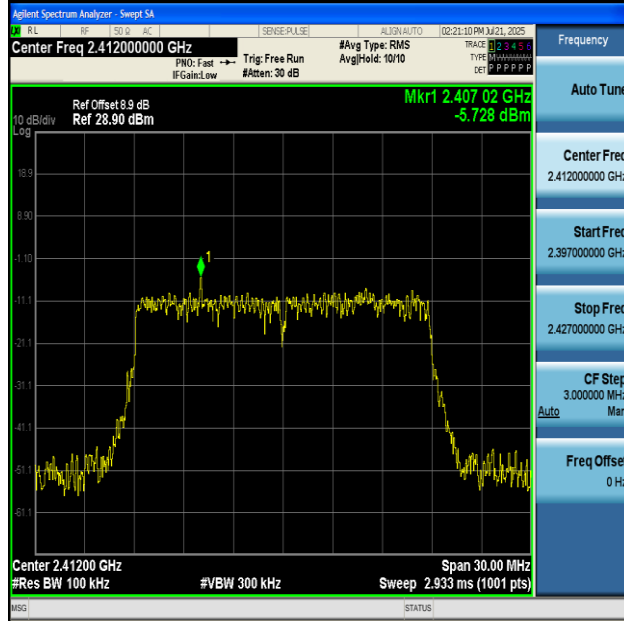 Agilent Spectrum Analyzer - Swept SA
RL RF 50 Ω AC SENSE:PULSE ALIGN AUTO 02:21:10 PM Jul 21, 2025
Center Freq 2.412000000 GHz
PNO: Fast
IFGain:Low
Trig: Free Run
#Atten: 30 dB
#Avg Type: RMS
Avg|Hold: 10/10
TRACE 1 2 3 4 5 6
TYPE M
DET P P P P P P
Mkr1 2.407 02 GHz
-5.728 dBm
Ref Offset 8.9 dB
10 dB/div Ref 28.90 dBm
Log
18.9
8.90
-1.10
-11.1
-21.1
-31.1
-41.1
-51.1
-61.1
1
Center 2.41200 GHz Span 30.00 MHz
#Res BW 100 kHz #VBW 300 kHz Sweep 2.933 ms (1001 pts)
MSG STATUS
Frequency
Auto Tune
Center Freq
2.412000000 GHz
Start Freq
2.397000000 GHz
Stop Freq
2.427000000 GHz
CF Step
3.000000 MHz
Auto Man
Freq Offset
0 Hz